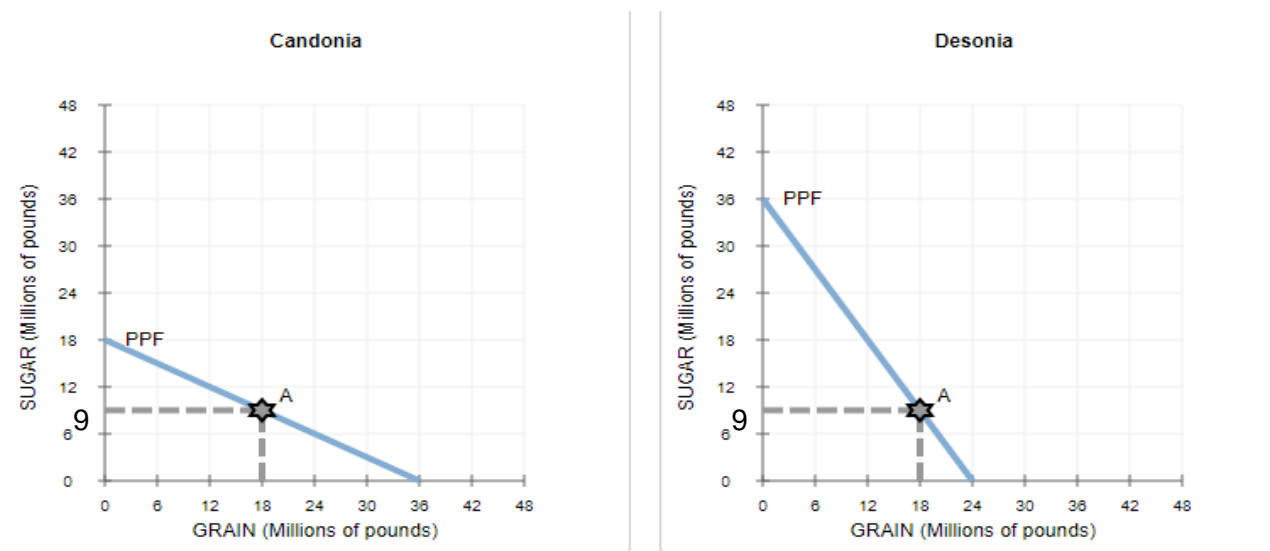 Candonia
48
42
36
30
24
18
12
9
6
0
PPF
A
SUGAR (Millions of pounds)
0 6 12 18 24 30 36 42 48
GRAIN (Millions of pounds)
Desonia
48
42
36
30
24
18
12
9
6
0
PPF
A
SUGAR (Millions of pounds)
0 6 12 18 24 30 36 42 48
GRAIN (Millions of pounds)